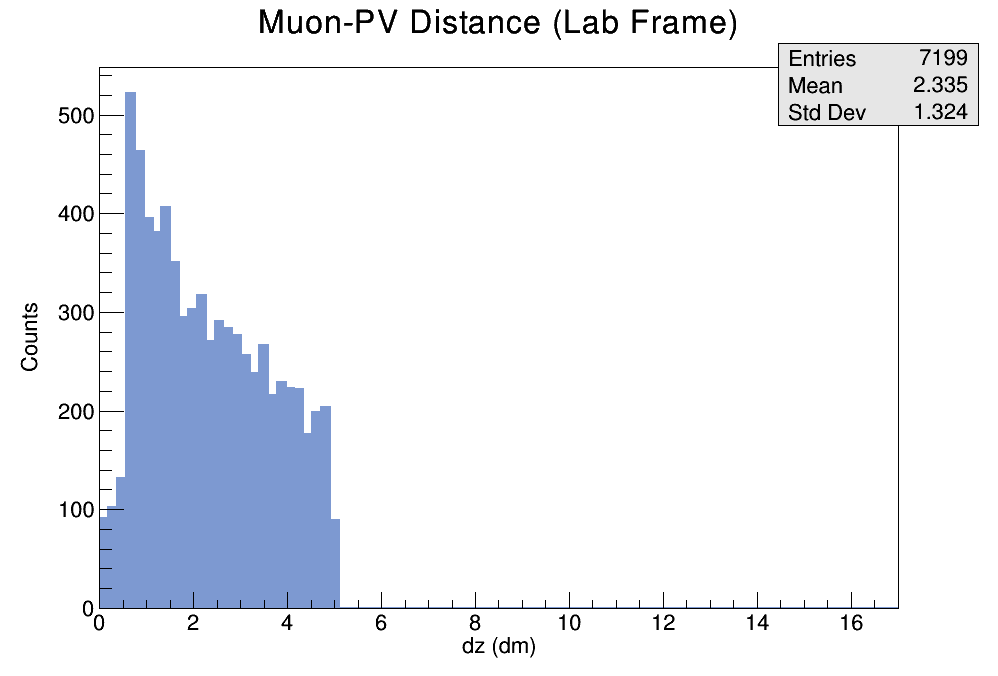 Muon-PV Distance (Lab Frame)
Entries 7199
Mean 2.335
Std Dev 1.324
Counts
500
400
300
200
100
0
0 2 4 6 8 10 12 14 16
dz (dm)